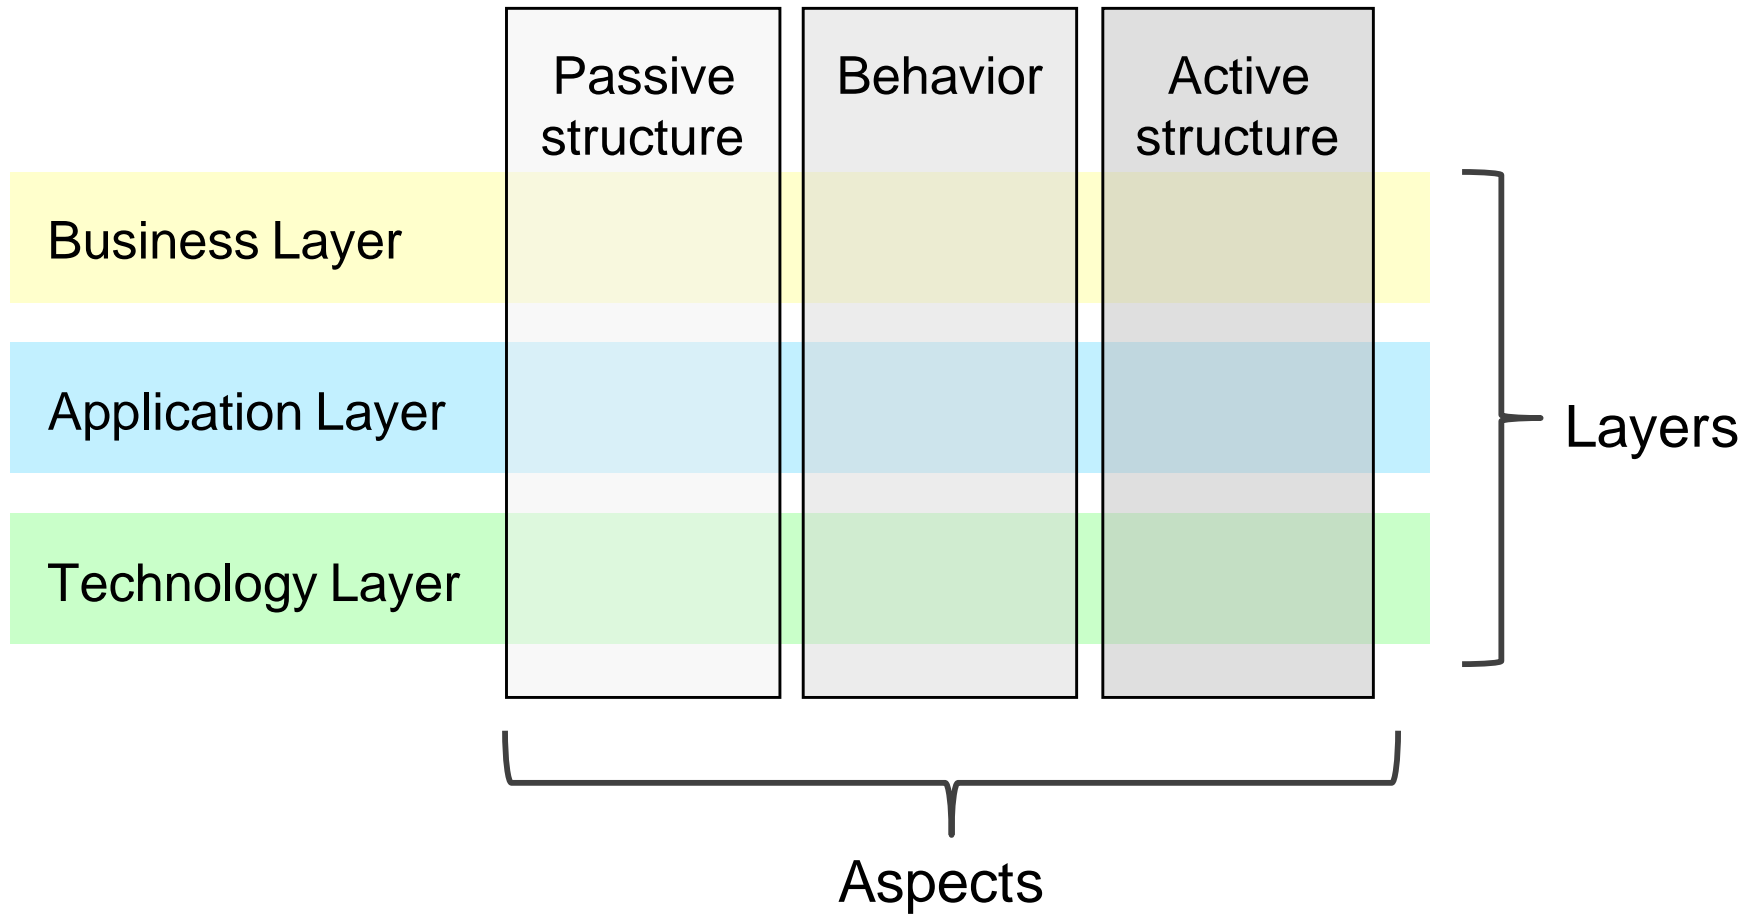 Passive
structure
Behavior
Active
structure
Business Layer
Application Layer
Technology Layer
Layers
Aspects